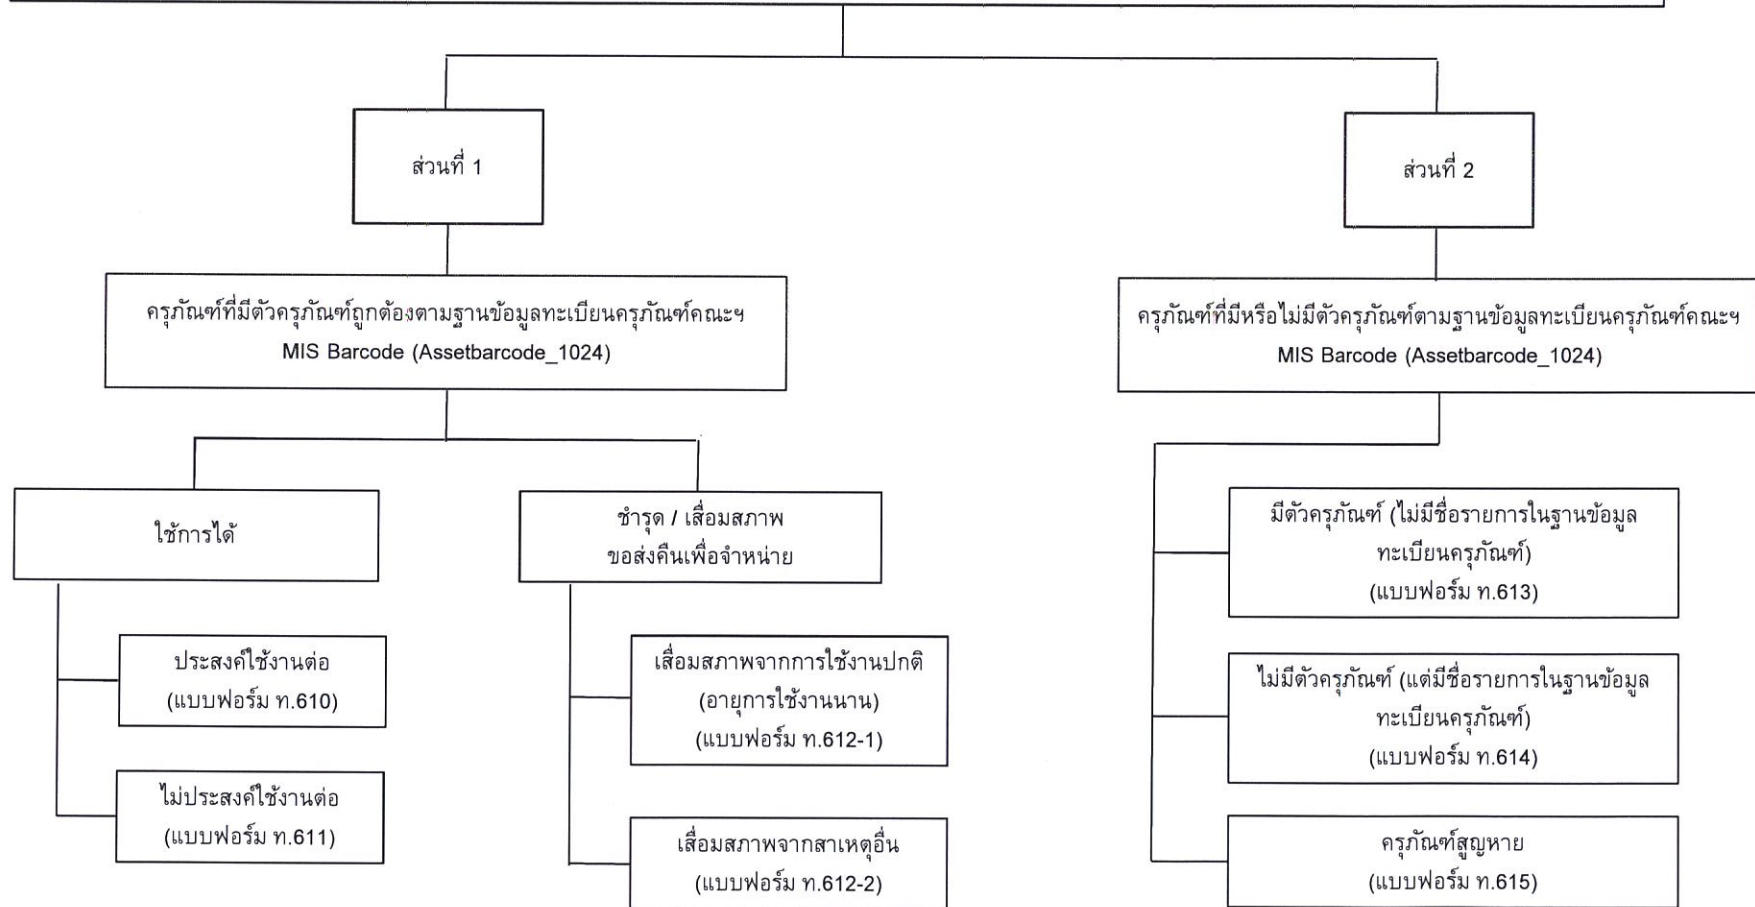 ส่วนที่ 1
ครุภัณฑ์ที่มีตัวครุภัณฑ์ถูกต้องตามฐานข้อมูลทะเบียนครุภัณฑ์คณะฯ
MIS Barcode (Assetbarcode_1024)
ใช้การได้
ประสงค์ใช้งานต่อ
(แบบฟอร์ม ท.610)
ไม่ประสงค์ใช้งานต่อ
(แบบฟอร์ม ท.611)
ชำรุด / เสื่อมสภาพ
ขอส่งคืนเพื่อจำหน่าย
เสื่อมสภาพจากการใช้งานปกติ
(อายุการใช้งานนาน)
(แบบฟอร์ม ท.612-1)
เสื่อมสภาพจากสาเหตุอื่น
(แบบฟอร์ม ท.612-2)
ส่วนที่ 2
ครุภัณฑ์ที่มีหรือไม่มีตัวครุภัณฑ์ตามฐานข้อมูลทะเบียนครุภัณฑ์คณะฯ
MIS Barcode (Assetbarcode_1024)
มีตัวครุภัณฑ์ (ไม่มีชื่อรายการในฐานข้อมูล
ทะเบียนครุภัณฑ์)
(แบบฟอร์ม ท.613)
ไม่มีตัวครุภัณฑ์ (แต่มีชื่อรายการในฐานข้อมูล
ทะเบียนครุภัณฑ์)
(แบบฟอร์ม ท.614)
ครุภัณฑ์สูญหาย
(แบบฟอร์ม ท.615)